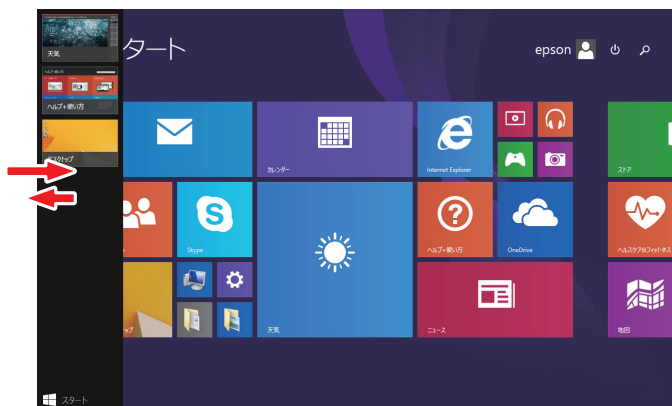 天気
ヘルプ+使い方
デスクトップ
スタート
タート
epson
カレンダー
Internet Explorer
ストア
Skype
天気
ヘルプ+使い方
OneDrive
ヘルスケア&フィットネス
ニュース
地図